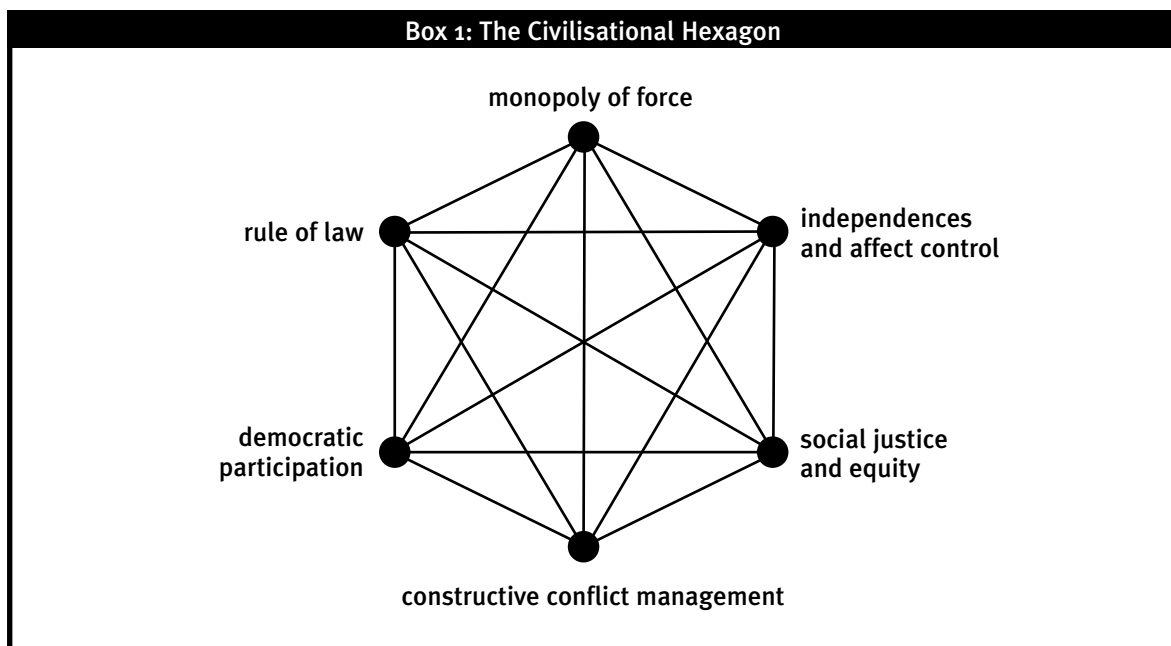 Box 1: The Civilisational Hexagon
monopoly of force
rule of law
independences
and affect control
democratic
participation
social justice
and equity
constructive conflict management